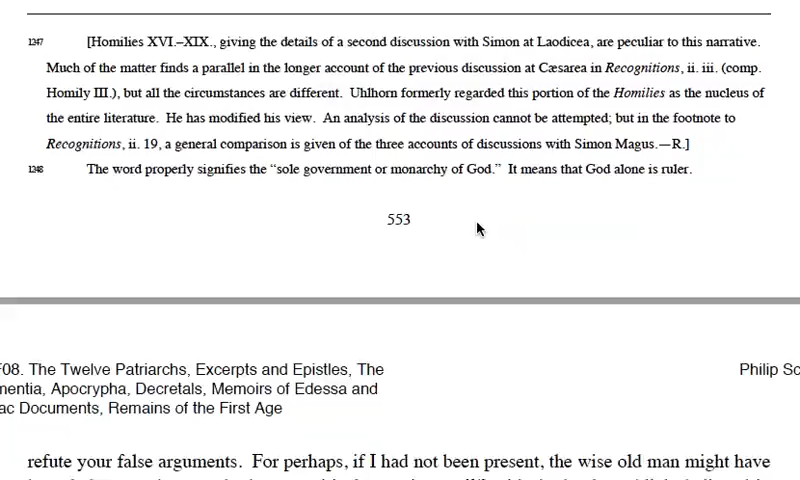 1247 [Homilies XVI.–XIX., giving the details of a second discussion with Simon at Laodicea, are peculiar to this narrative.
Much of the matter finds a parallel in the longer account of the previous discussion at Cæsarea in Recognitions, ii. iii. (comp.
Homily III.), but all the circumstances are different. Uhlhorn formerly regarded this portion of the Homilies as the nucleus of
the entire literature. He has modified his view. An analysis of the discussion cannot be attempted; but in the footnote to
Recognitions, ii. 19, a general comparison is given of the three accounts of discussions with Simon Magus.—R.]
1248 The word properly signifies the “sole government or monarchy of God.” It means that God alone is ruler.
553
F08. The Twelve Patriarchs, Excerpts and Epistles, The
Philip Sc
mentia, Apocrypha, Decretals, Memoirs of Edessa and
ac Documents, Remains of the First Age
refute your false arguments. For perhaps, if I had not been present, the wise old man might have